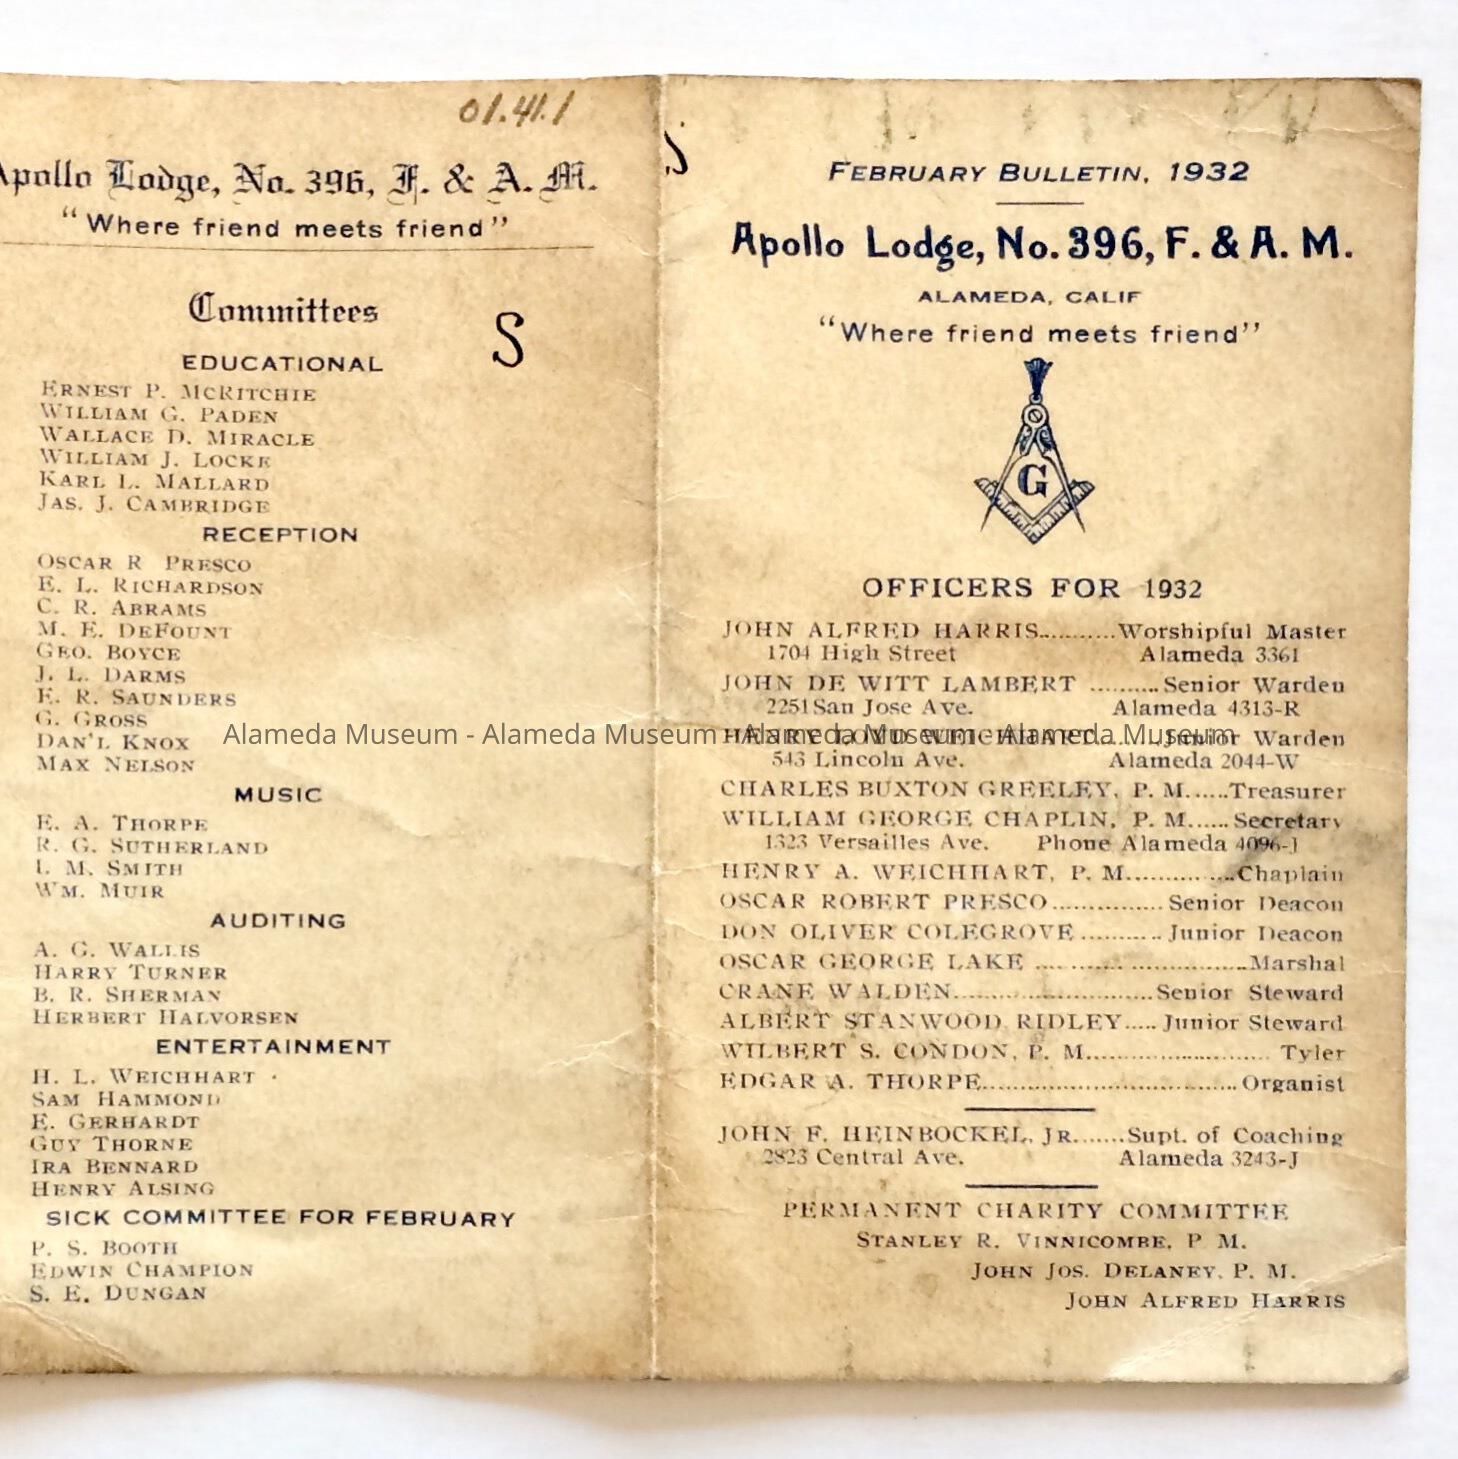 01.41.1
Apollo Lodge, No. 396, F. & A. M.
"Where friend meets friend"
Committees
S
EDUCATIONAL
ERNEST P. MCRITCHIE
WILLIAM G. PADEN
WALLACE D. MIRACLE
WILLIAM J. LOCKE
KARL L. MALLARD
JAS. J. CAMBRIDGE
RECEPTION
OSCAR R PRESCO
E. L. RICHARDSON
C. R. ABRAMS
M. E. DEFOUNT
GEO. BOYCE
J. L. DARMS
E. R. SAUNDERS
G. GROSS
DAN'L KNOX
MAX NELSON
MUSIC
E. A. THORPE
R. G. SUTHERLAND
I. M. SMITH
WM. MUIR
AUDITING
A. G. WALLIS
HARRY TURNER
B. R. SHERMAN
HERBERT HALVORSEN
ENTERTAINMENT
H. L. WEICHHART
SAM HAMMOND
E. GERHARDT
GUY THORNE
IRA BENNARD
HENRY ALSING
SICK COMMITTEE FOR FEBRUARY
P. S. BOOTH
EDWIN CHAMPION
S. E. DUNGAN
FEBRUARY BULLETIN, 1932
Apollo Lodge, No. 396, F. & A. M.
ALAMEDA, CALIF
"Where friend meets friend"
G
OFFICERS FOR 1932
JOHN ALFRED HARRIS...........Worshipful Master
1704 High Street Alameda 3361
JOHN DE WITT LAMBERT ..........Senior Warden
2251 San Jose Ave. Alameda 4313-R
HENRY LOYD WEICHHART.........Junior Warden
543 Lincoln Ave. Alameda 2044-W
CHARLES BUXTON GREELEY, P. M......Treasurer
WILLIAM GEORGE CHAPLIN, P. M......Secretary
1323 Versailles Ave. Phone Alameda 4096-J
HENRY A. WEICHHART, P. M..............Chaplain
OSCAR ROBERT PRESCO................Senior Deacon
DON OLIVER COLEGROVE............Junior Deacon
OSCAR GEORGE LAKE ............................Marshal
CRANE WALDEN............................Senior Steward
ALBERT STANWOOD RIDLEY.....Junior Steward
WILBERT S. CONDON, P. M.......................... Tyler
EDGAR A. THORPE....................................Organist
JOHN F. HEINBOCKEL, JR.......Supt. of Coaching
2823 Central Ave. Alameda 3243-J
PERMANENT CHARITY COMMITTEE
STANLEY R. VINNICOMBE, P M.
JOHN JOS. DELANEY, P. M.
JOHN ALFRED HARRIS
Alameda Museum - Alameda Museum - Alameda Museum - Alameda Museum